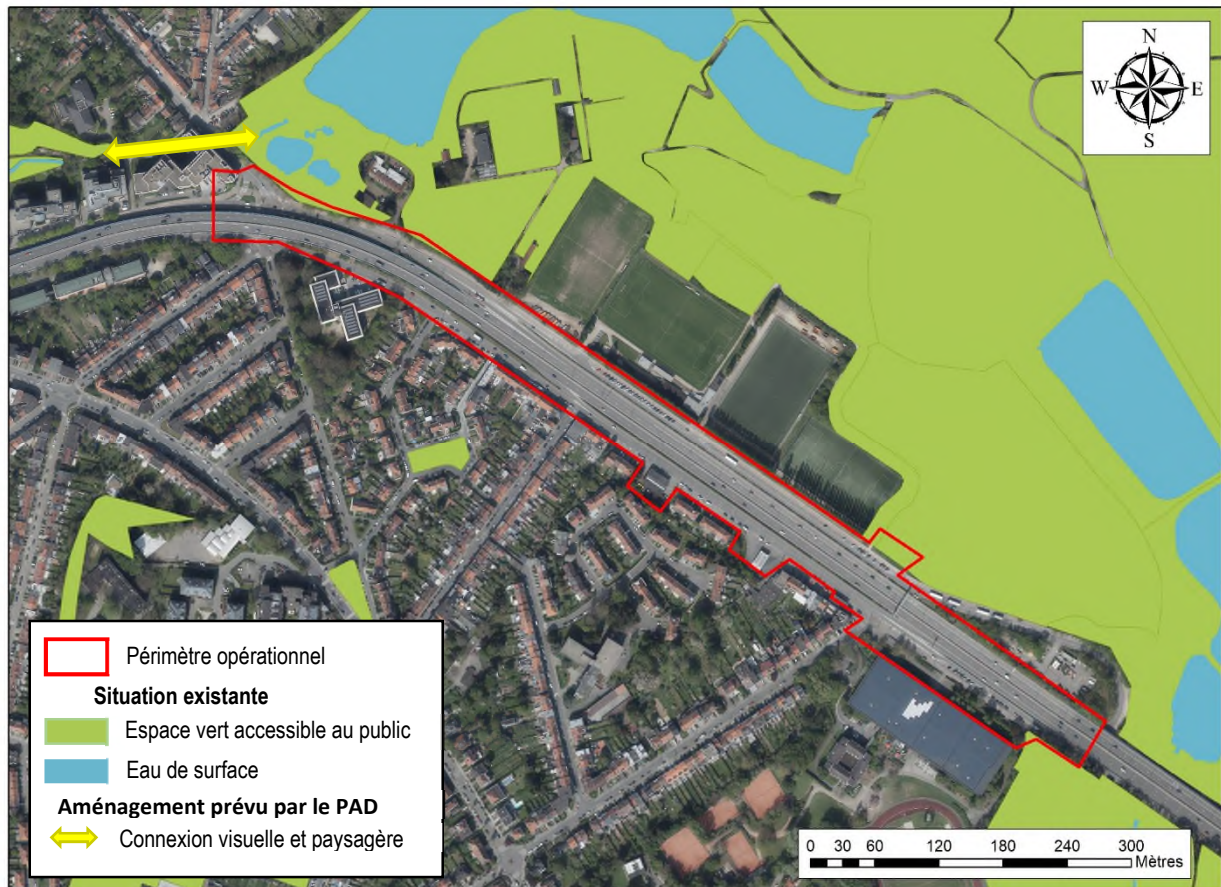 N
W E
S
Périmètre opérationnel
Situation existante
Espace vert accessible au public
Eau de surface
Aménagement prévu par le PAD
Connexion visuelle et paysagère
0 30 60 120 180 240 300
Mètres